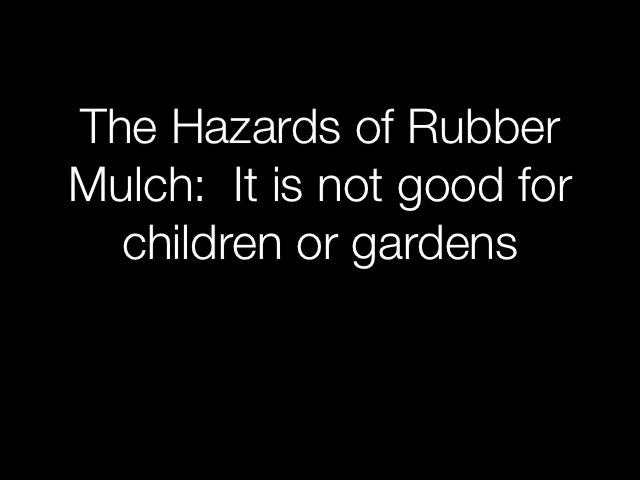 The Hazards of Rubber
Mulch:  It is not good for
children or gardens